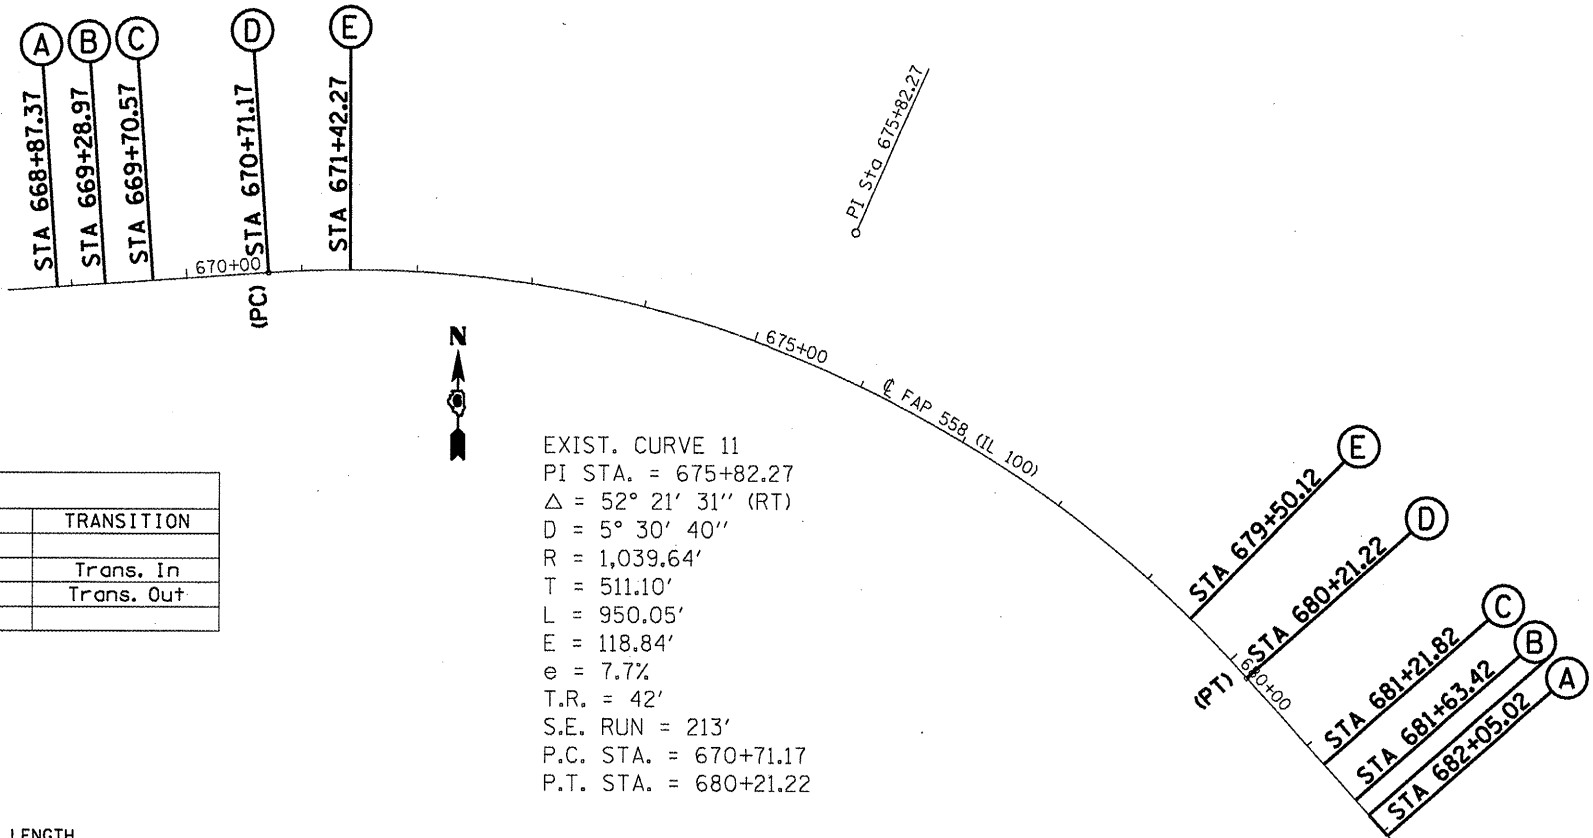 A B C D E
STA 668+87.37
STA 669+28.97
STA 669+70.57
STA 670+71.17
STA 671+42.27
PI Sta 675+82.27
670+00
(PC)
N
675+00
℄ FAP 558 (IL 100)
EXIST. CURVE 11
PI STA. = 675+82.27
△ = 52° 21′ 31′′ (RT)
D = 5° 30′ 40′′
R = 1,039.64′
T = 511.10′
L = 950.05′
E = 118.84′
e = 7.7%
T.R. = 42′
S.E. RUN = 213′
P.C. STA. = 670+71.17
P.T. STA. = 680+21.22
TRANSITION
Trans. In
Trans. Out
E
STA 679+50.12
D
STA 680+21.22
(PT)
680+00
C
STA 681+21.82
B
STA 681+63.42
A
STA 682+05.02
LENGTH